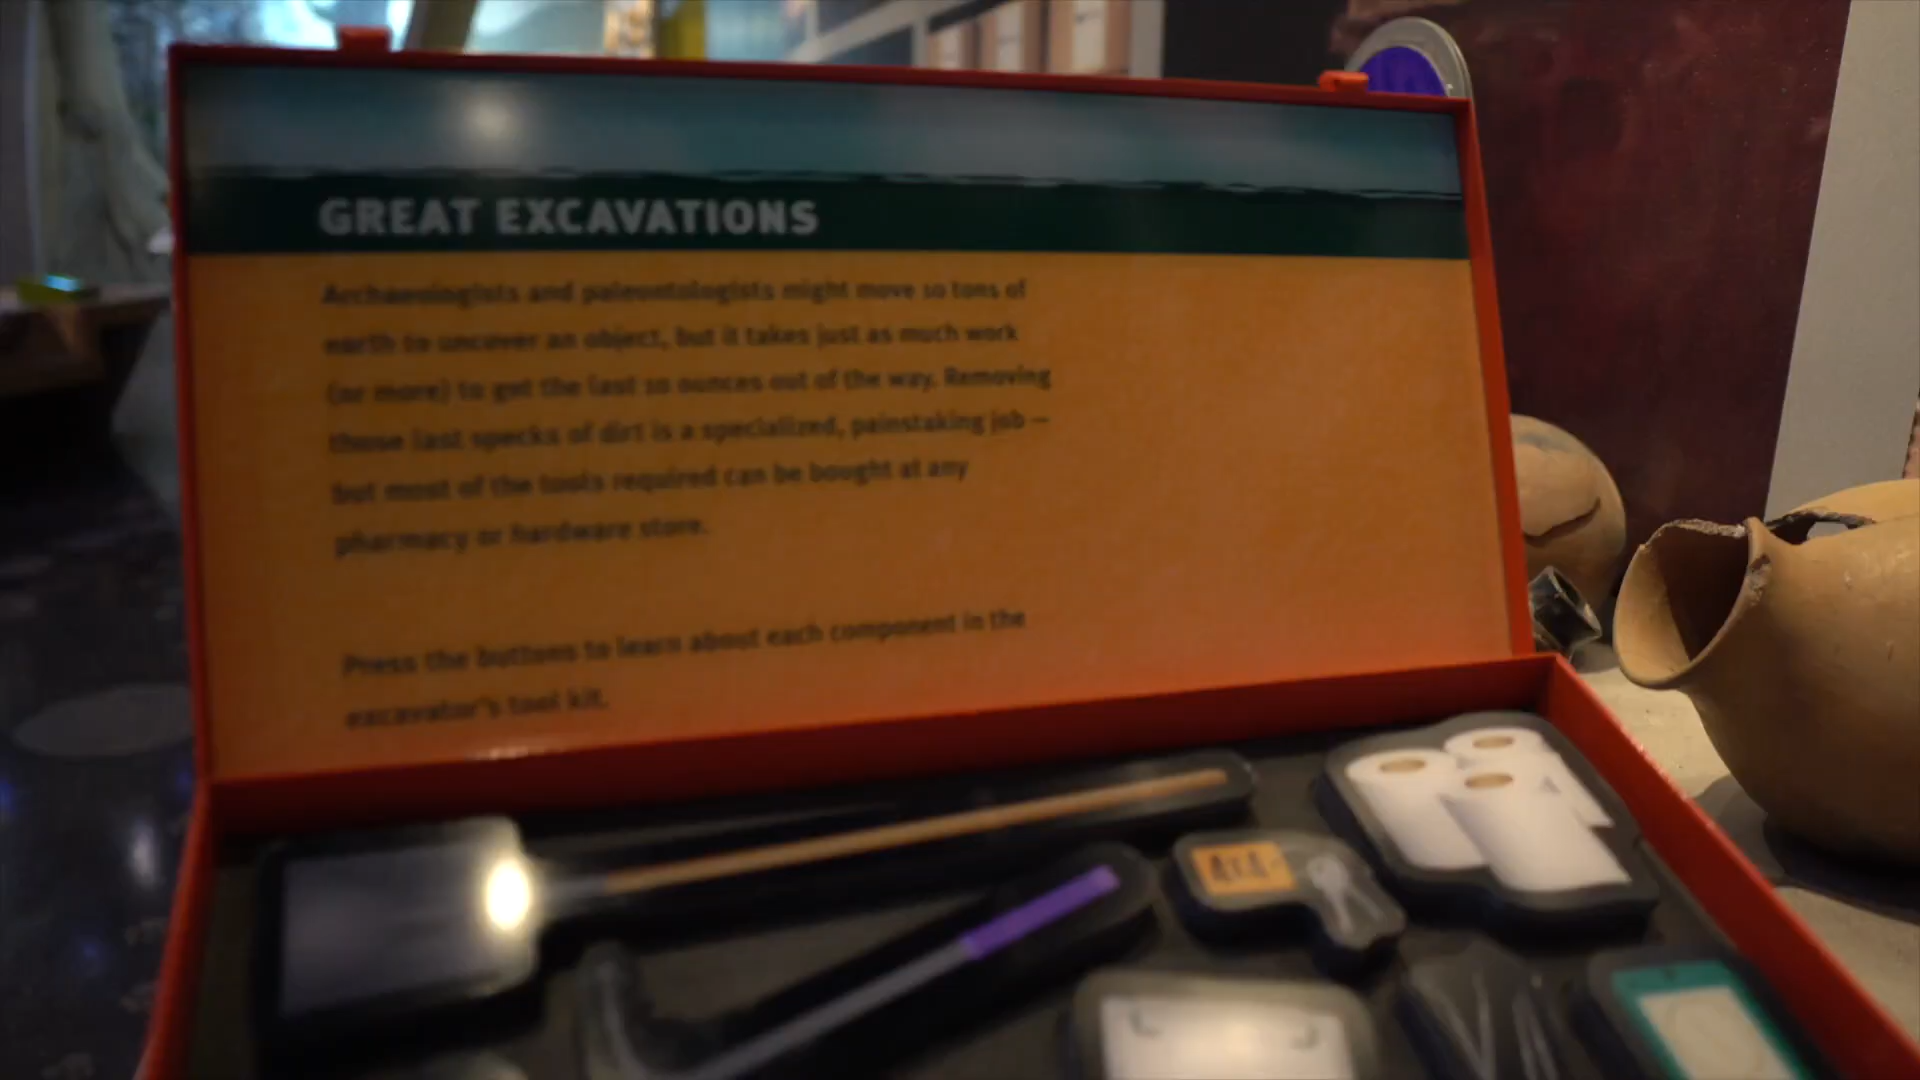 GREAT EXCAVATIONS
Archaeologists and paleontologists might move 10 tons of
earth to uncover an object, but it takes just as much work
(or more) to get the last 10 ounces out of the way. Removing
those last specks of dirt is a specialized, painstaking job –
but most of the tools required can be bought at any
pharmacy or hardware store.
Press the buttons to learn about each component in the
excavator's tool kit.
4x4